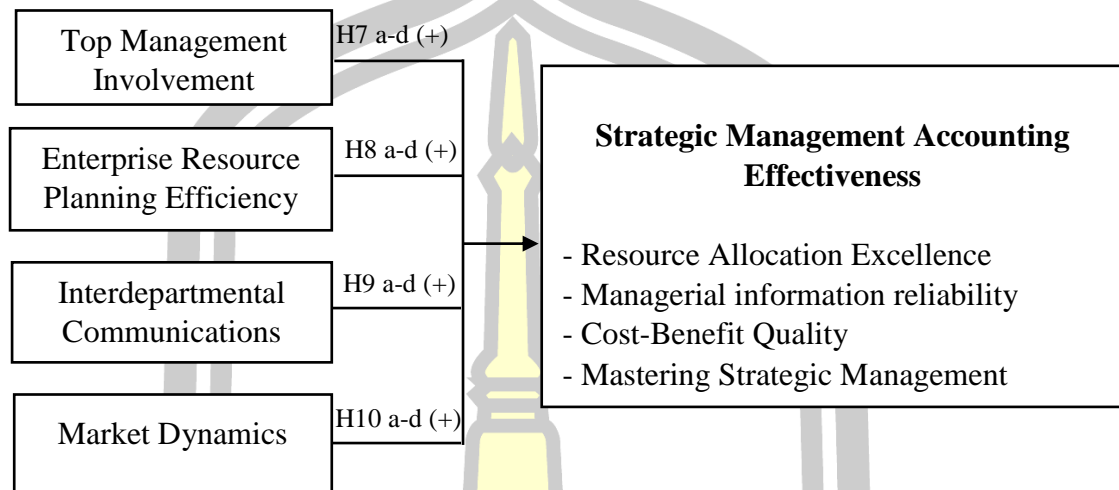 Top Management
Involvement
H7 a-d (+)
Enterprise Resource
Planning Efficiency
H8 a-d (+)
Interdepartmental
Communications
H9 a-d (+)
Market Dynamics
H10 a-d (+)
Strategic Management Accounting
Effectiveness
- Resource Allocation Excellence
- Managerial information reliability
- Cost-Benefit Quality
- Mastering Strategic Management